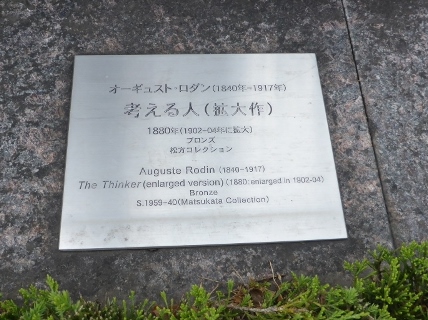 オーギュスト・ロダン(1840年-1917年)
考える人(拡大作)
1880年(1902-04年に拡大)
ブロンズ
松方コレクション
Auguste Rodin (1840-1917)
The Thinker (enlarged version) (1880; enlarged in 1902-04)
Bronze
S.1959-40(Matsukata Collection)